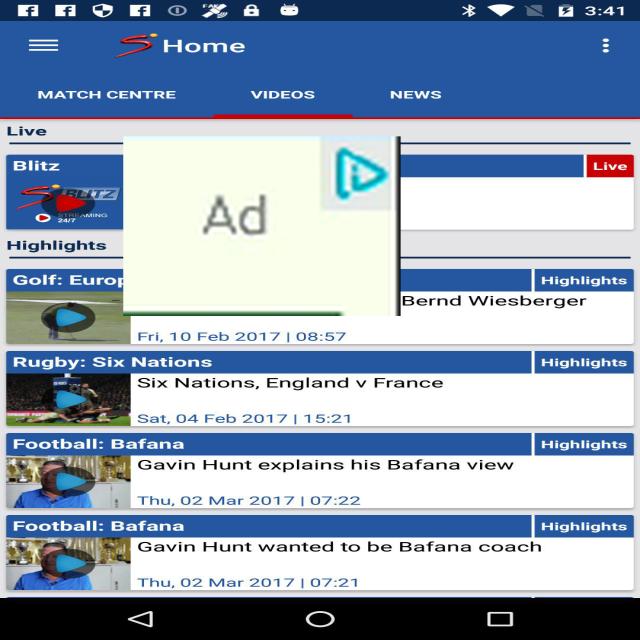 3:41
Home
MATCH CENTRE VIDEOS NEWS
Live
Blitz Live
BLITZ
STREAMING
24/7
Ad
Highlights
Golf: Europ Highlights
Bernd Wiesberger
Fri, 10 Feb 2017 | 08:57
Rugby: Six Nations Highlights
Six Nations, England v France
Sat, 04 Feb 2017 | 15:21
Football: Bafana Highlights
Gavin Hunt explains his Bafana view
Thu, 02 Mar 2017 | 07:22
Football: Bafana Highlights
Gavin Hunt wanted to be Bafana coach
Thu, 02 Mar 2017 | 07:21